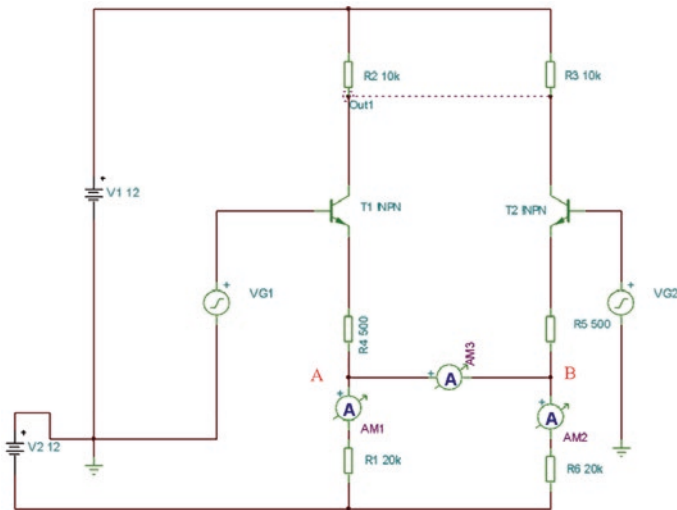 R2 10k
R3 10k
Out1
V1 12
T1 !NPN
T2 !NPN
VG1
VG2
R4 500
R5 500
AM3
A
B
A
A
AM1
A
AM2
V2 12
R1 20k
R6 20k